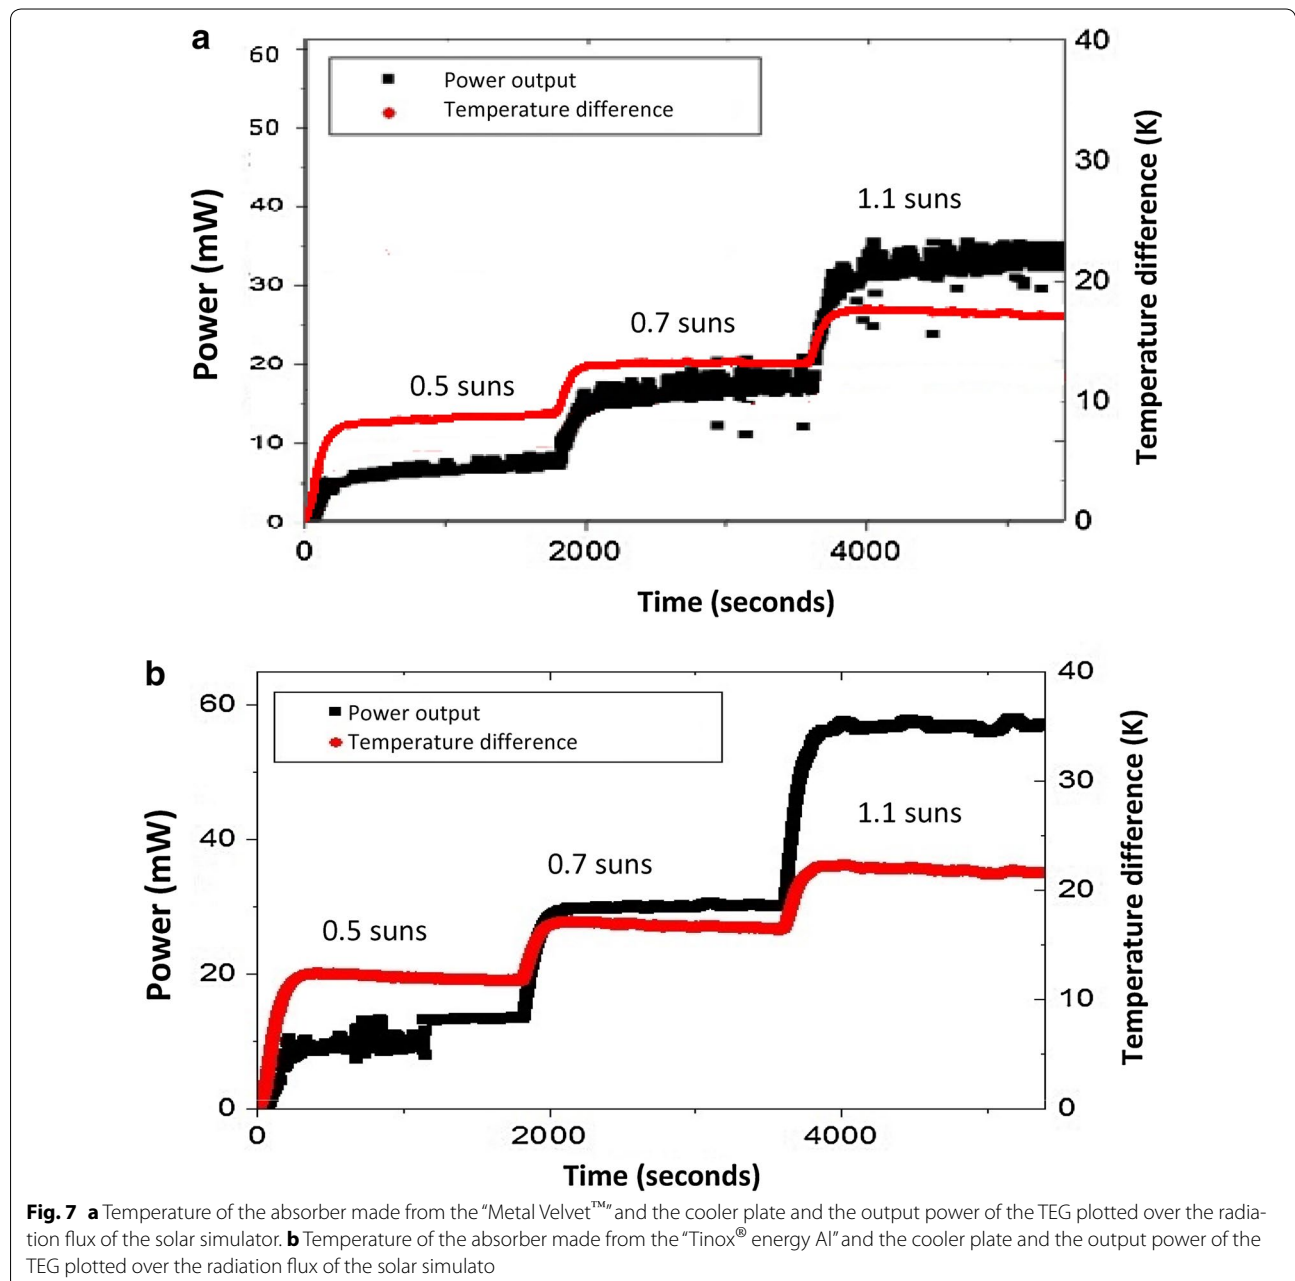 a
60
50
40
30
20
10
0
Power (mW)
Power output
Temperature difference
0.5 suns
0.7 suns
1.1 suns
40
30
20
10
0
Temperature difference (K)
0
2000
4000
Time (seconds)
b
60
40
20
0
Power (mW)
Power output
Temperature difference
0.5 suns
0.7 suns
1.1 suns
40
30
20
10
0
Temperature difference (K)
0
2000
4000
Time (seconds)
Fig. 7 a Temperature of the absorber made from the “Metal Velvet™” and the cooler plate and the output power of the TEG plotted over the radia-
tion flux of the solar simulator. b Temperature of the absorber made from the “Tinox® energy Al” and the cooler plate and the output power of the
TEG plotted over the radiation flux of the solar simulato